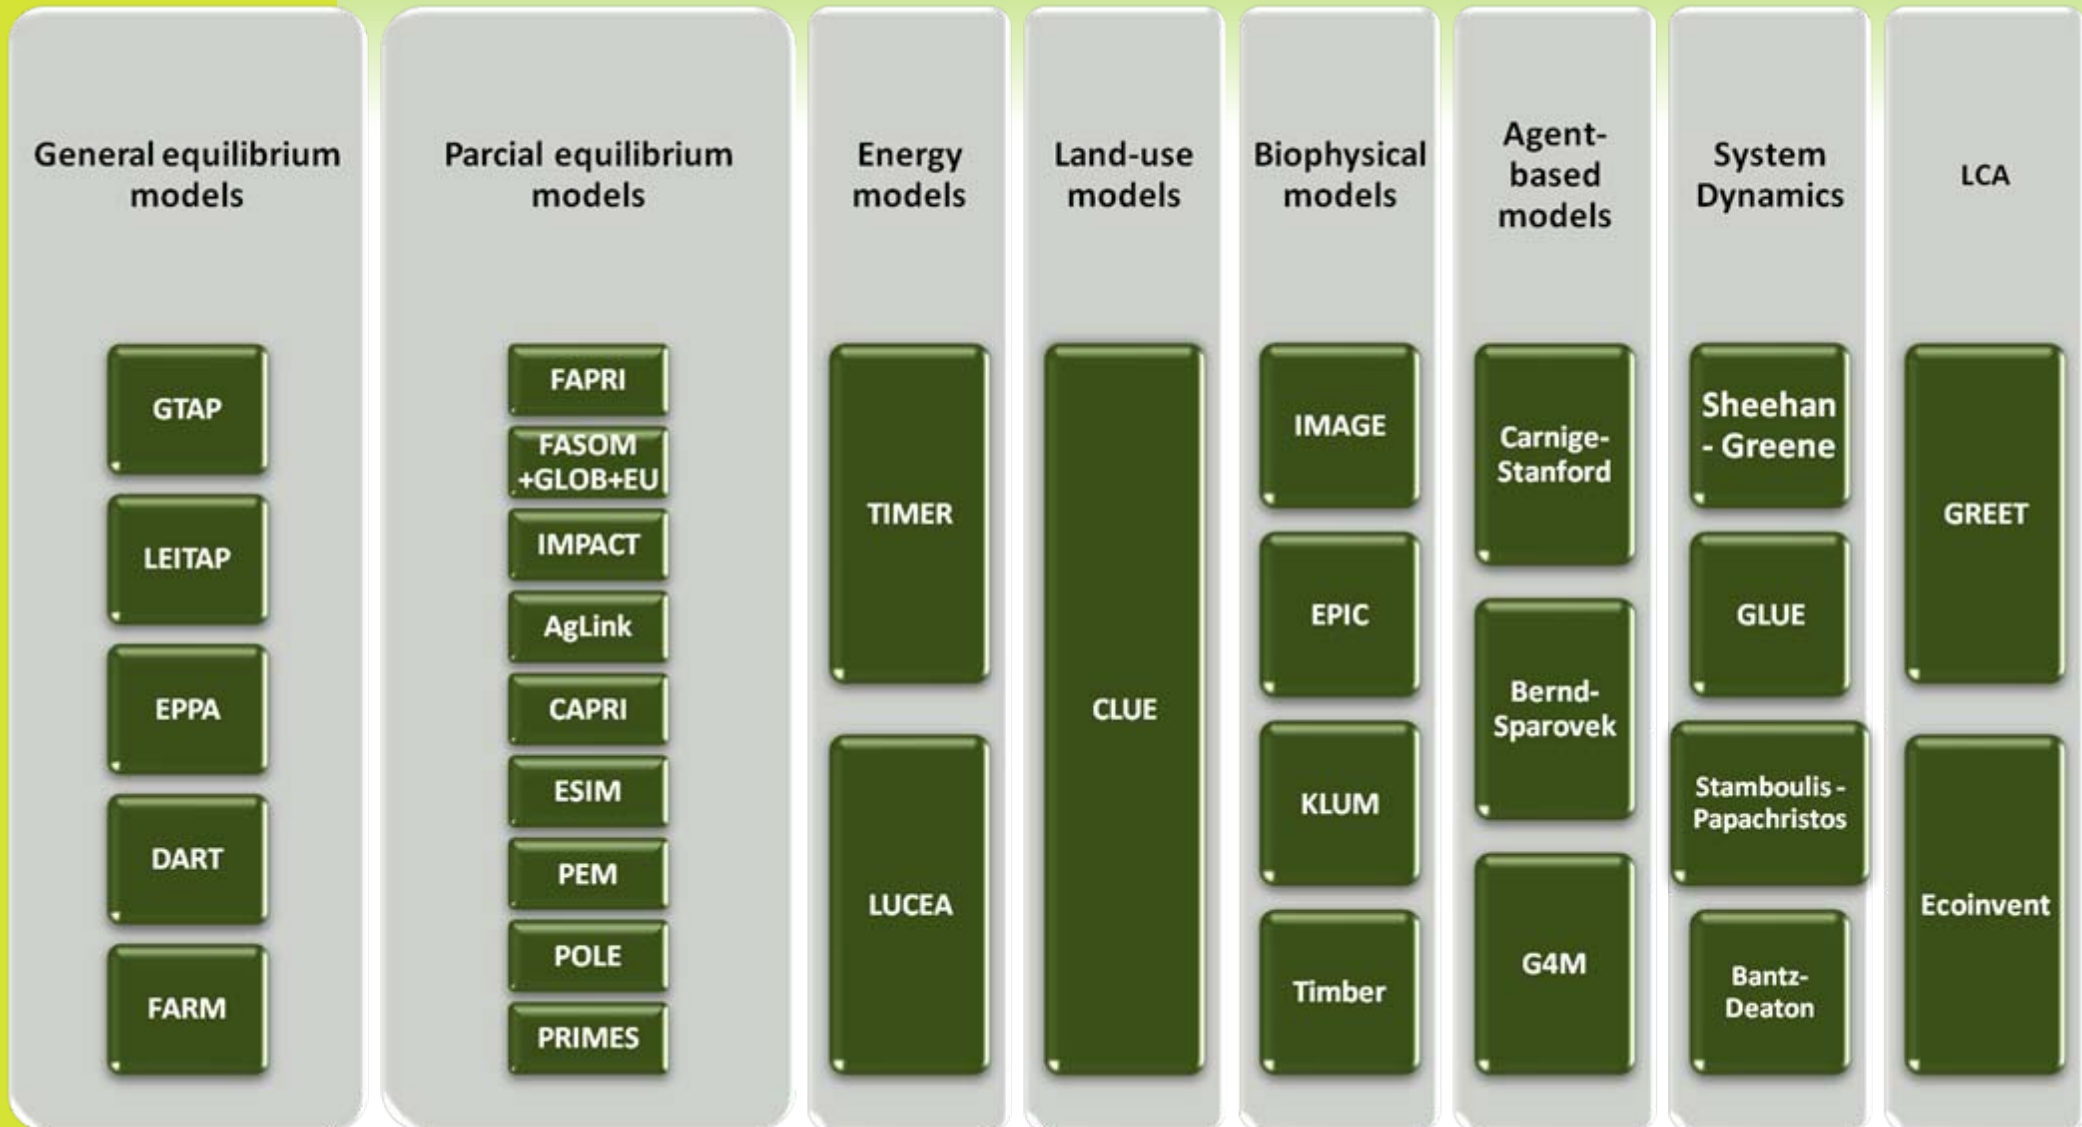 General equilibrium
models
GTAP
LEITAP
EPPA
DART
FARM
Parcial equilibrium
models
FAPRI
FASOM
+GLOB+EU
IMPACT
AgLink
CAPRI
ESIM
PEM
POLE
PRIMES
Energy
models
TIMER
LUCEA
Land-use
models
CLUE
Biophysical
models
IMAGE
EPIC
KLUM
Timber
Agent-
based
models
Carnige-
Stanford
Bernd-
Sparovek
G4M
System
Dynamics
Sheehan
- Greene
GLUE
Stamboulis -
Papachristos
Bantz-
Deaton
LCA
GREET
Ecoinvent